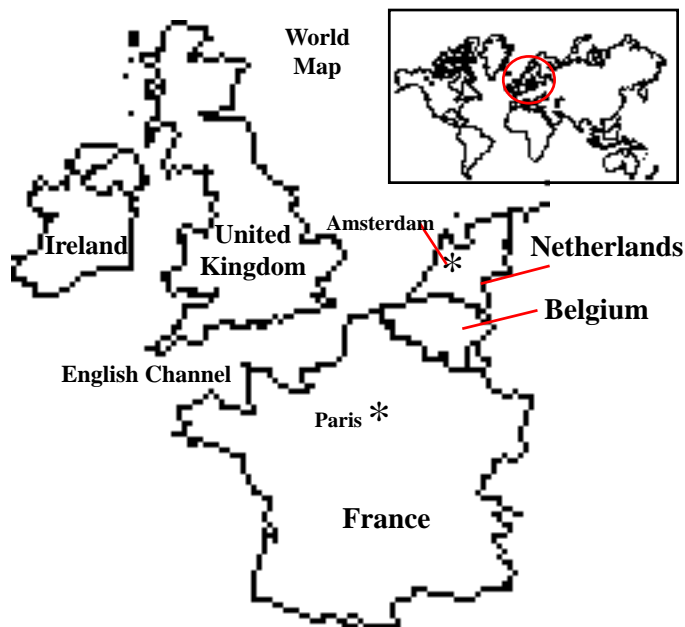 World
Map
Amsterdam
*
Ireland
United
Kingdom
Netherlands
Belgium
English Channel
Paris *
France